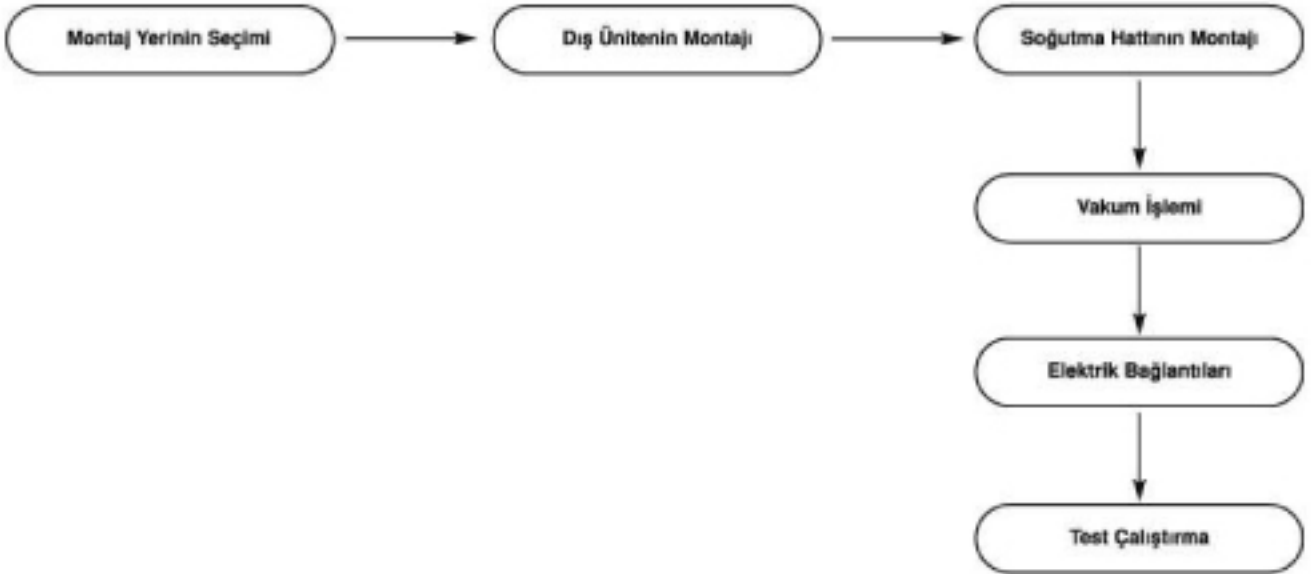 Montaj Yerinin Seçimi
Dış Ünitenin Montajı
Soğutma Hattının Montajı
Vakum İşlemi
Elektrik Bağlantıları
Test Çalıştırma